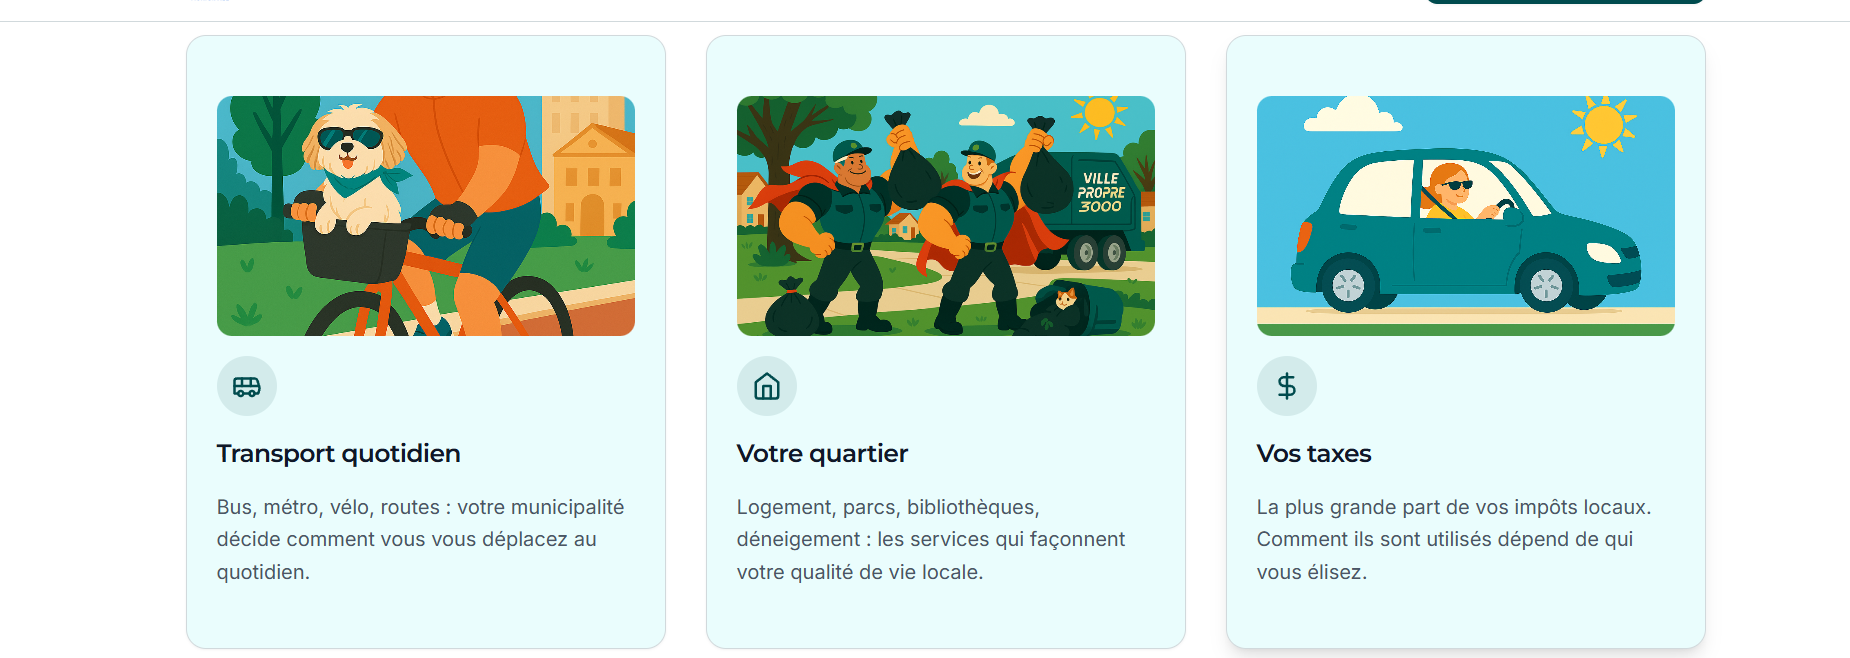 VILLE
PROPRE
3000
Transport quotidien
Bus, métro, vélo, routes : votre municipalité
décide comment vous vous déplacez au
quotidien.
Votre quartier
Logement, parcs, bibliothèques,
déneigement : les services qui façonnent
votre qualité de vie locale.
Vos taxes
La plus grande part de vos impôts locaux.
Comment ils sont utilisés dépend de qui
vous élisez.